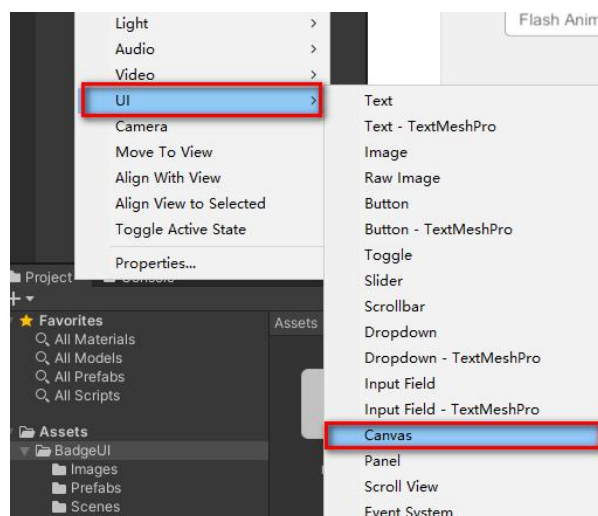 Flash Anim
Light >
Audio >
Video >
UI >
Camera
Move To View
Align With View
Align View to Selected
Toggle Active State
Properties...
Text
Text - TextMeshPro
Image
Raw Image
Button
Button - TextMeshPro
Toggle
Slider
Scrollbar
Dropdown
Dropdown - TextMeshPro
Input Field
Input Field - TextMeshPro
Canvas
Panel
Scroll View
Event System
Project
Console
Favorites
All Materials
All Models
All Prefabs
All Scripts
Assets
BadgeUI
Images
Prefabs
Scenes
Assets